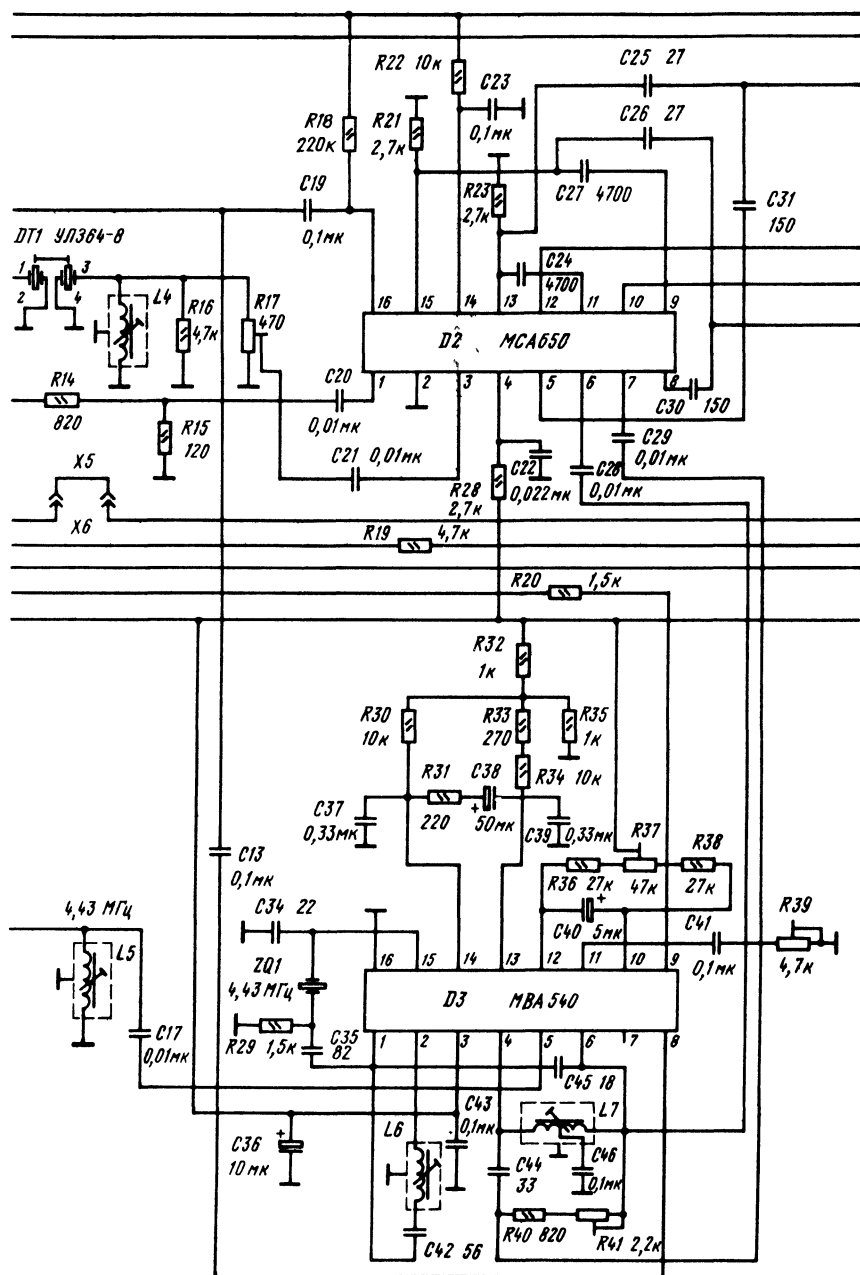 C25 27
R22 10к
C23
C26 27
0,1мк
R18
220к
R21
2,7к
C19
R23
2,7к
C27 4700
C31
150
0,1мк
DT1 УЛЗ64-8
C24
4700
1
3
2
4
L4
R16
4,7к
R17
470
16
15
14
13
12
11
10
9
D2
MCA650
1
2
3
4
5
6
7
8
R14
820
C20
0,01мк
C30
150
R15
120
C29
0,01мк
C21
0,01мк
C22
0,022мк
C28
0,01мк
X5
R28
2,7к
X6
R19
4,7к
R20
1,5к
R32
1к
R30
10к
R33
270
R35
1к
R31
220
C38
+
50мк
R34 10к
C37
0,33мк
C39
0,33мк
R37
47к
R38
27к
R36
27к
C13
0,1мк
C40
+
5мк
C41
0,1мк
R39
4,7к
4,43 МГц
C34 22
L5
ZQ1
4,43 МГц
16
15
14
13
12
11
10
9
D3
MBA540
1
2
3
4
5
6
7
8
C17
0,01мк
R29
1,5к
C35
82
C45 18
C43
0,1мк
L7
L6
C36
10мк
+
C44
33
C46
0,1мк
R40 820
R41 2,2к
C42 56